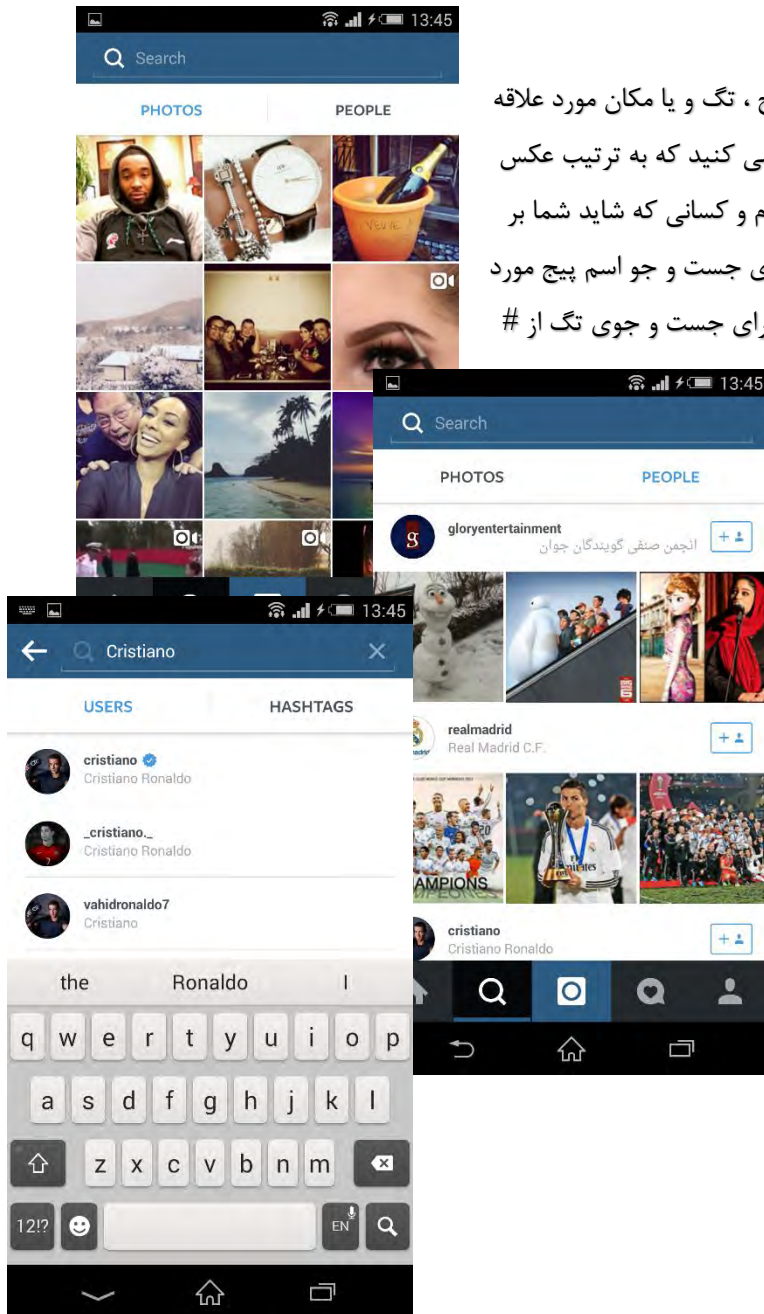 13:45
Search
PHOTOS PEOPLE
VEUVE
، تگ و یا مکان مورد علاقه
کنید که به ترتیب عکس
و کسانی که شاید شما بر
جست و جو اسم پیج مورد
جست و جوی تگ از #
13:45
Search
PHOTOS PEOPLE
g
gloryentertainment
انجمن صنفی گویندگان جوان
realmadrid
Real Madrid C.F.
cristiano
Cristiano Ronaldo
13:45
Cristiano
USERS HASHTAGS
cristiano
Cristiano Ronaldo
_cristiano._
Cristiano Ronaldo
vahidronaldo7
Cristiano
the Ronaldo I
q w e r t y u i o p
a s d f g h j k l
z x c v b n m
12!? EN